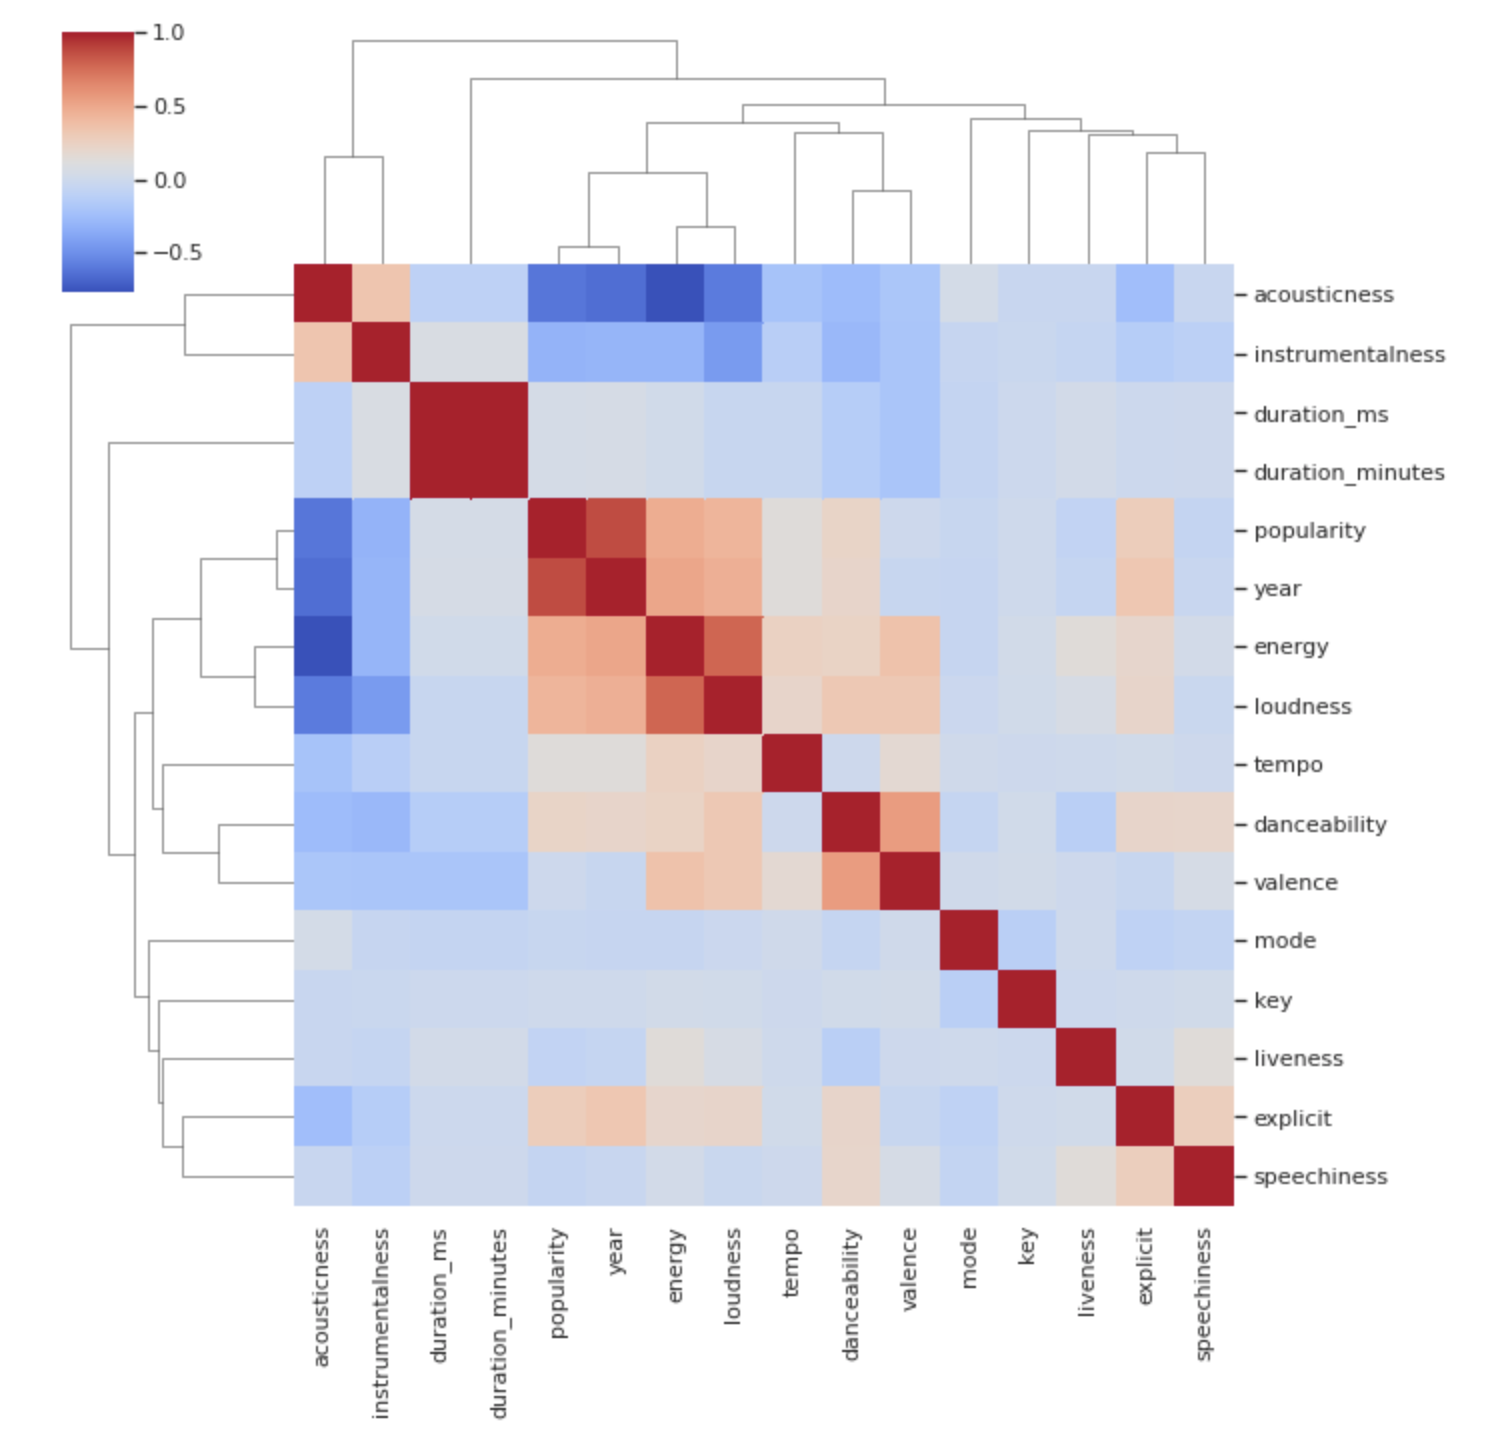 1.0
0.5
0.0
−0.5
acousticness
instrumentalness
duration_ms
duration_minutes
popularity
year
energy
loudness
tempo
danceability
valence
mode
key
liveness
explicit
speechiness
acousticness
instrumentalness
duration_ms
duration_minutes
popularity
year
energy
loudness
tempo
danceability
valence
mode
key
liveness
explicit
speechiness